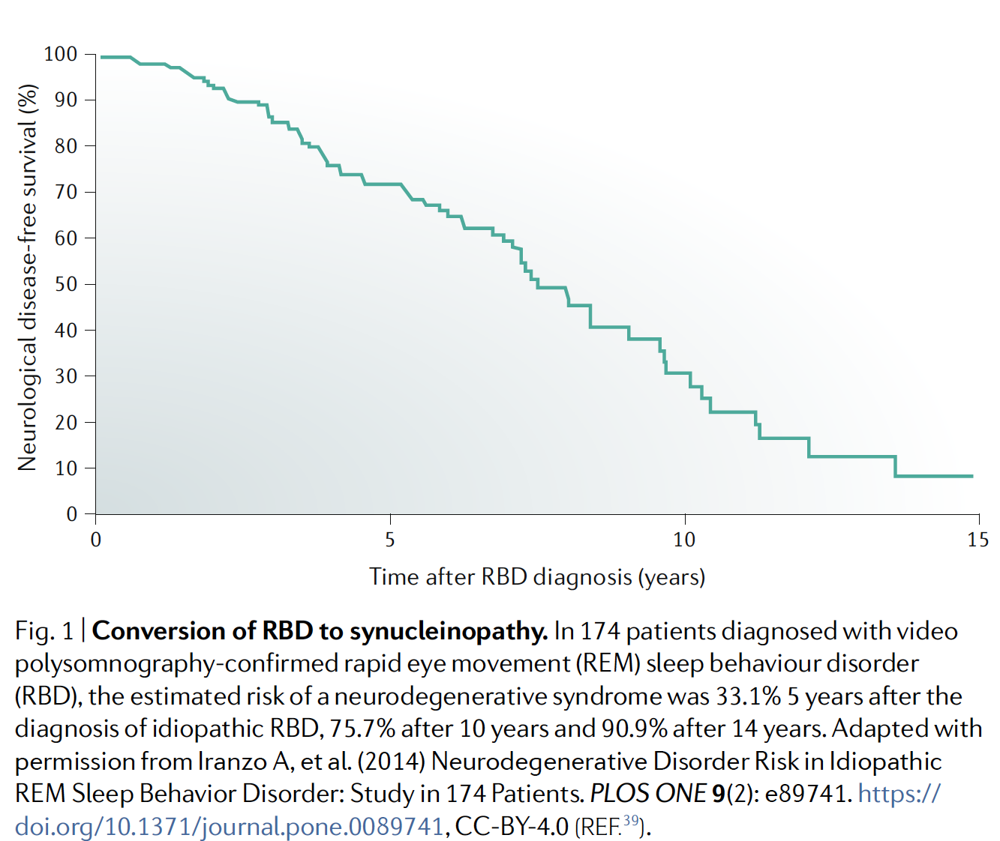 Neurological disease-free survival (%)
100
90
80
70
60
50
40
30
20
10
0
0 5 10 15
Time after RBD diagnosis (years)
Fig. 1 | Conversion of RBD to synucleinopathy. In 174 patients diagnosed with video
polysomnography-confirmed rapid eye movement (REM) sleep behaviour disorder
(RBD), the estimated risk of a neurodegenerative syndrome was 33.1% 5 years after the
diagnosis of idiopathic RBD, 75.7% after 10 years and 90.9% after 14 years. Adapted with
permission from Iranzo A, et al. (2014) Neurodegenerative Disorder Risk in Idiopathic
REM Sleep Behavior Disorder: Study in 174 Patients. PLOS ONE 9(2): e89741. https://
doi.org/10.1371/journal.pone.0089741, CC-BY-4.0 (REF.39).